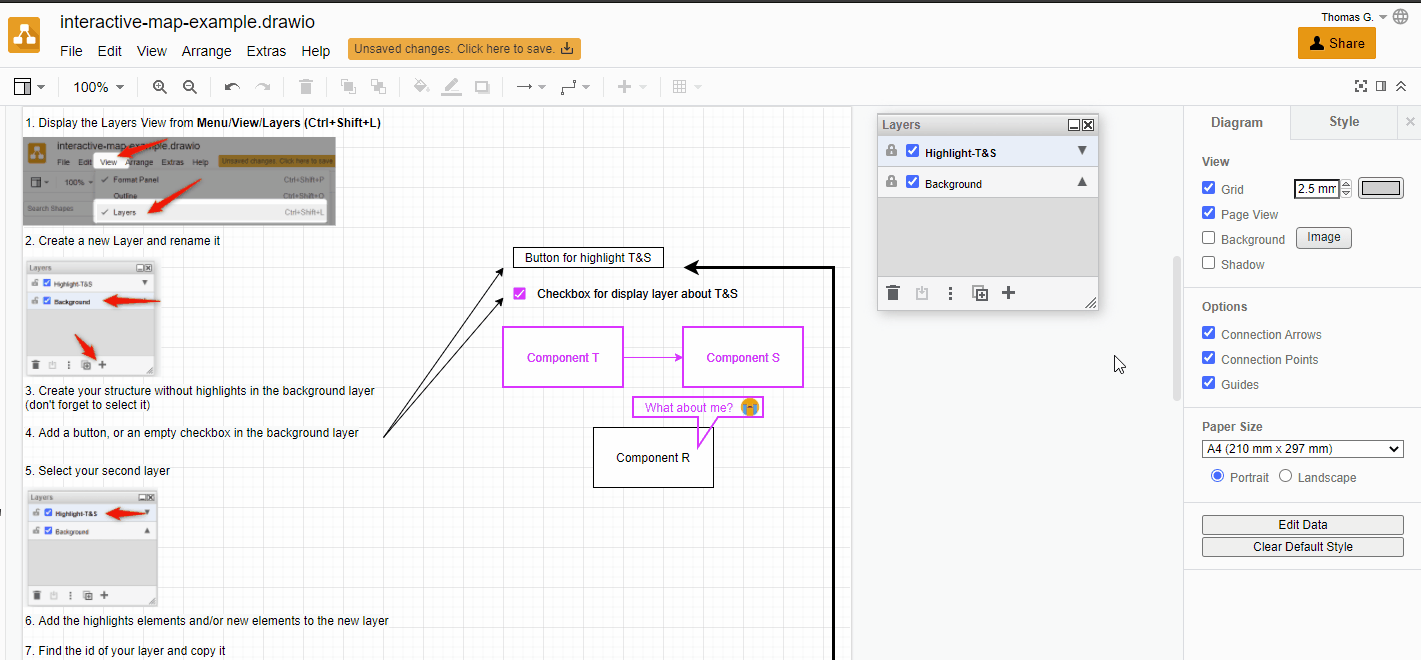 interactive-map-example.drawio
Thomas G.
File Edit View Arrange Extras Help
Unsaved changes. Click here to save.
Share
100%
1. Display the Layers View from Menu/View/Layers (Ctrl+Shift+L)
interactive-map-example.drawio
File Edit View Arrange Extras Help
Unsaved changes. Click here to save
100%
Format Panel Ctrl+Shift+P
Outline Ctrl+Shift+O
Search Shapes
Layers Ctrl+Shift+L
2. Create a new Layer and rename it
Layers
Highlight-T&S
Background
3. Create your structure without highlights in the background layer
(don't forget to select it)
4. Add a button, or an empty checkbox in the background layer
5. Select your second layer
Layers
Highlight-T&S
Background
6. Add the highlights elements and/or new elements to the new layer
7. Find the id of your layer and copy it
Button for highlight T&S
Checkbox for display layer about T&S
Component T
Component S
What about me?
Component R
Layers
Highlight-T&S
Background
Diagram
Style
View
Grid
2.5 mm
Page View
Background
Image
Shadow
Options
Connection Arrows
Connection Points
Guides
Paper Size
A4 (210 mm x 297 mm)
Portrait Landscape
Edit Data
Clear Default Style